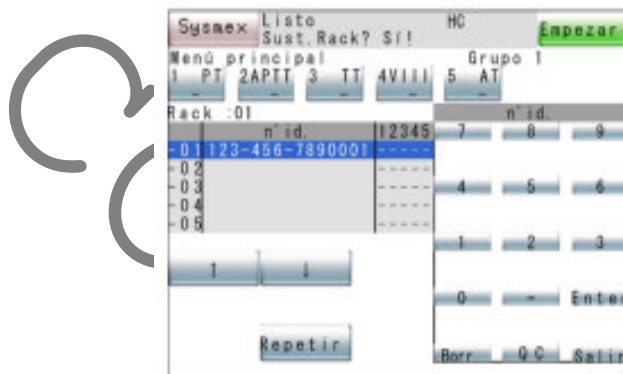 Sysmex Listo HC Empezar
Sust.Rack? Sí!
Menú principal Grupo 1
1 PT 2APTT 3 TT 4VIII 5 AT
Rack :01 n°id.
n°id. 12345 7 8 9
-01 123-456-7890001 -----
-02 -----
-03 ----- 4 5 6
-04 -----
-05 -----
1 2 3
↑ ↓
0 - Enter
Repetir
Borr QC Salir